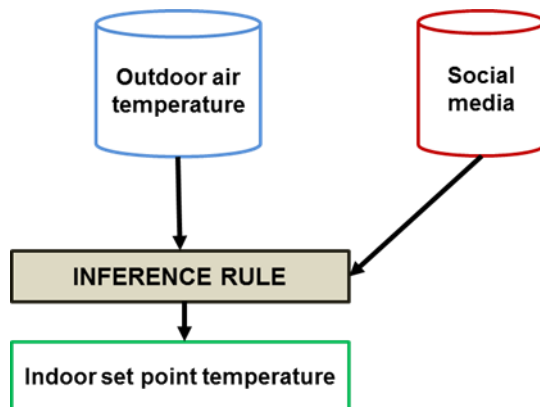 Outdoor air
temperature
Social
media
INFERENCE RULE
Indoor set point temperature